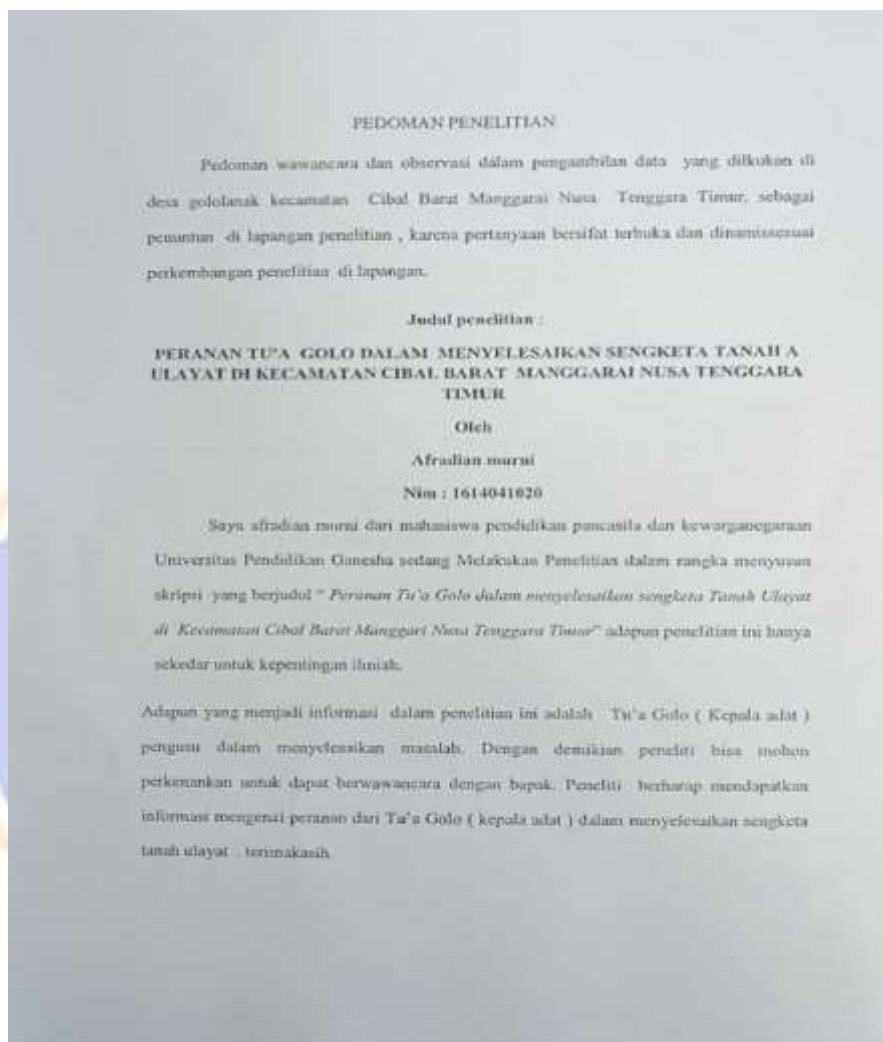 PEDOMAN PENELITIAN
Pedoman wawancara dan observasi dalam pengambilan data yang dilkukan di
desa gololanak kecamatan Cibal Barat Manggarai Nusa Tenggara Timur, sebagai
penuntun di lapangan penelitian , karena pertanyaan bersifat terbuka dan dinamissesuai
perkembangan penelitian di lapangan.
Judul penelitian :
PERANAN TU'A GOLO DALAM MENYELESAIKAN SENGKETA TANAH A
ULAYAT DI KECAMATAN CIBAL BARAT MANGGARAI NUSA TENGGARA
TIMUR
Oleh
Afradian murni
Nim : 1614041020
Saya afradian murni dari mahasiswa pendidikan pancasila dan kewarganegaraan
Universitas Pendidikan Ganesha sedang Melakukan Penelitian dalam rangka menyusun
skripsi yang berjudul " Peranan Tu'a Golo dalam menyelesaikan sengketa Tanah Ulayat
di Kecamatan Cibal Barat Manggari Nusa Tenggara Timur" adapun penelitian ini hanya
sekedar untuk kepentingan ilmiah.
Adapun yang menjadi informasi dalam penelitian ini adalah Tu'a Golo ( Kepala adat )
dalam menyelesaikan masalah. Dengan demikian peneliti bisa mohon
perkenankan untuk dapat berwawancara dengan bapak. Peneliti berharap mendapatkan
informasi mengenai peranan dari Tu'a Golo ( kepala adat ) dalam menyelesaikan sengketa
tanah ulayat . terimakasih